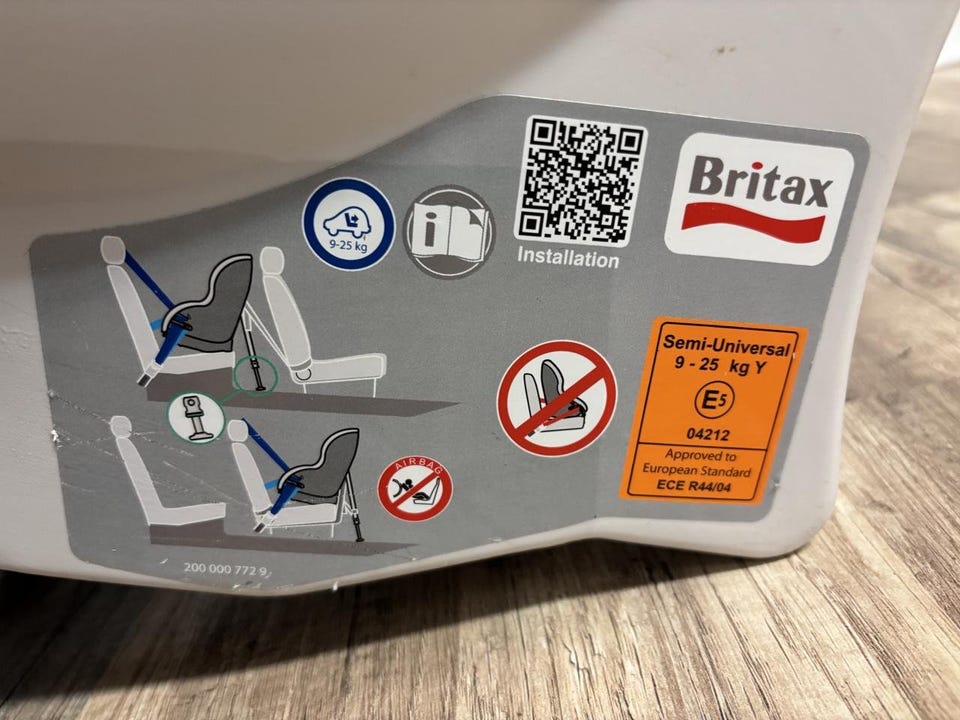 Britax
Installation
9-25 kg
i
Semi-Universal
9 - 25 kg Y
E5
04212
Approved to
European Standard
ECE R44/04
AIRBAG
200 000 772 9